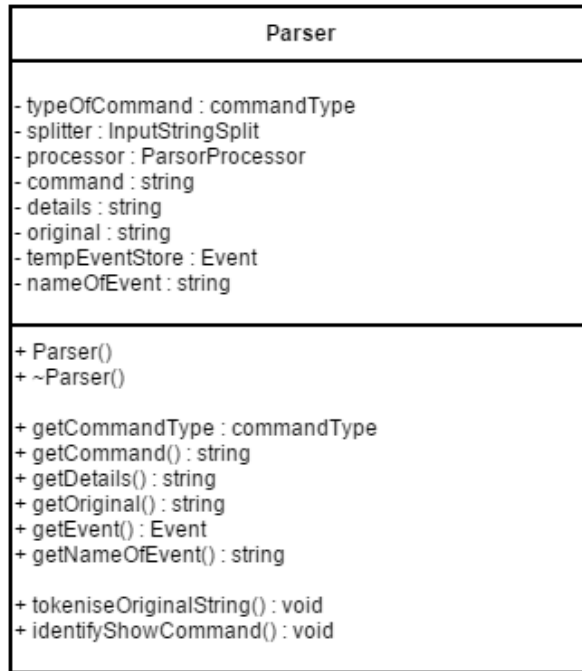 Parser
- typeOfCommand : commandType
- splitter : InputStringSplit
- processor : ParsorProcessor
- command : string
- details : string
- original : string
- tempEventStore : Event
- nameOfEvent : string
+ Parser()
+ ~Parser()
+ getCommandType : commandType
+ getCommand() : string
+ getDetails() : string
+ getOriginal() : string
+ getEvent() : Event
+ getNameOfEvent() : string
+ tokeniseOriginalString() : void
+ identifyShowCommand() : void